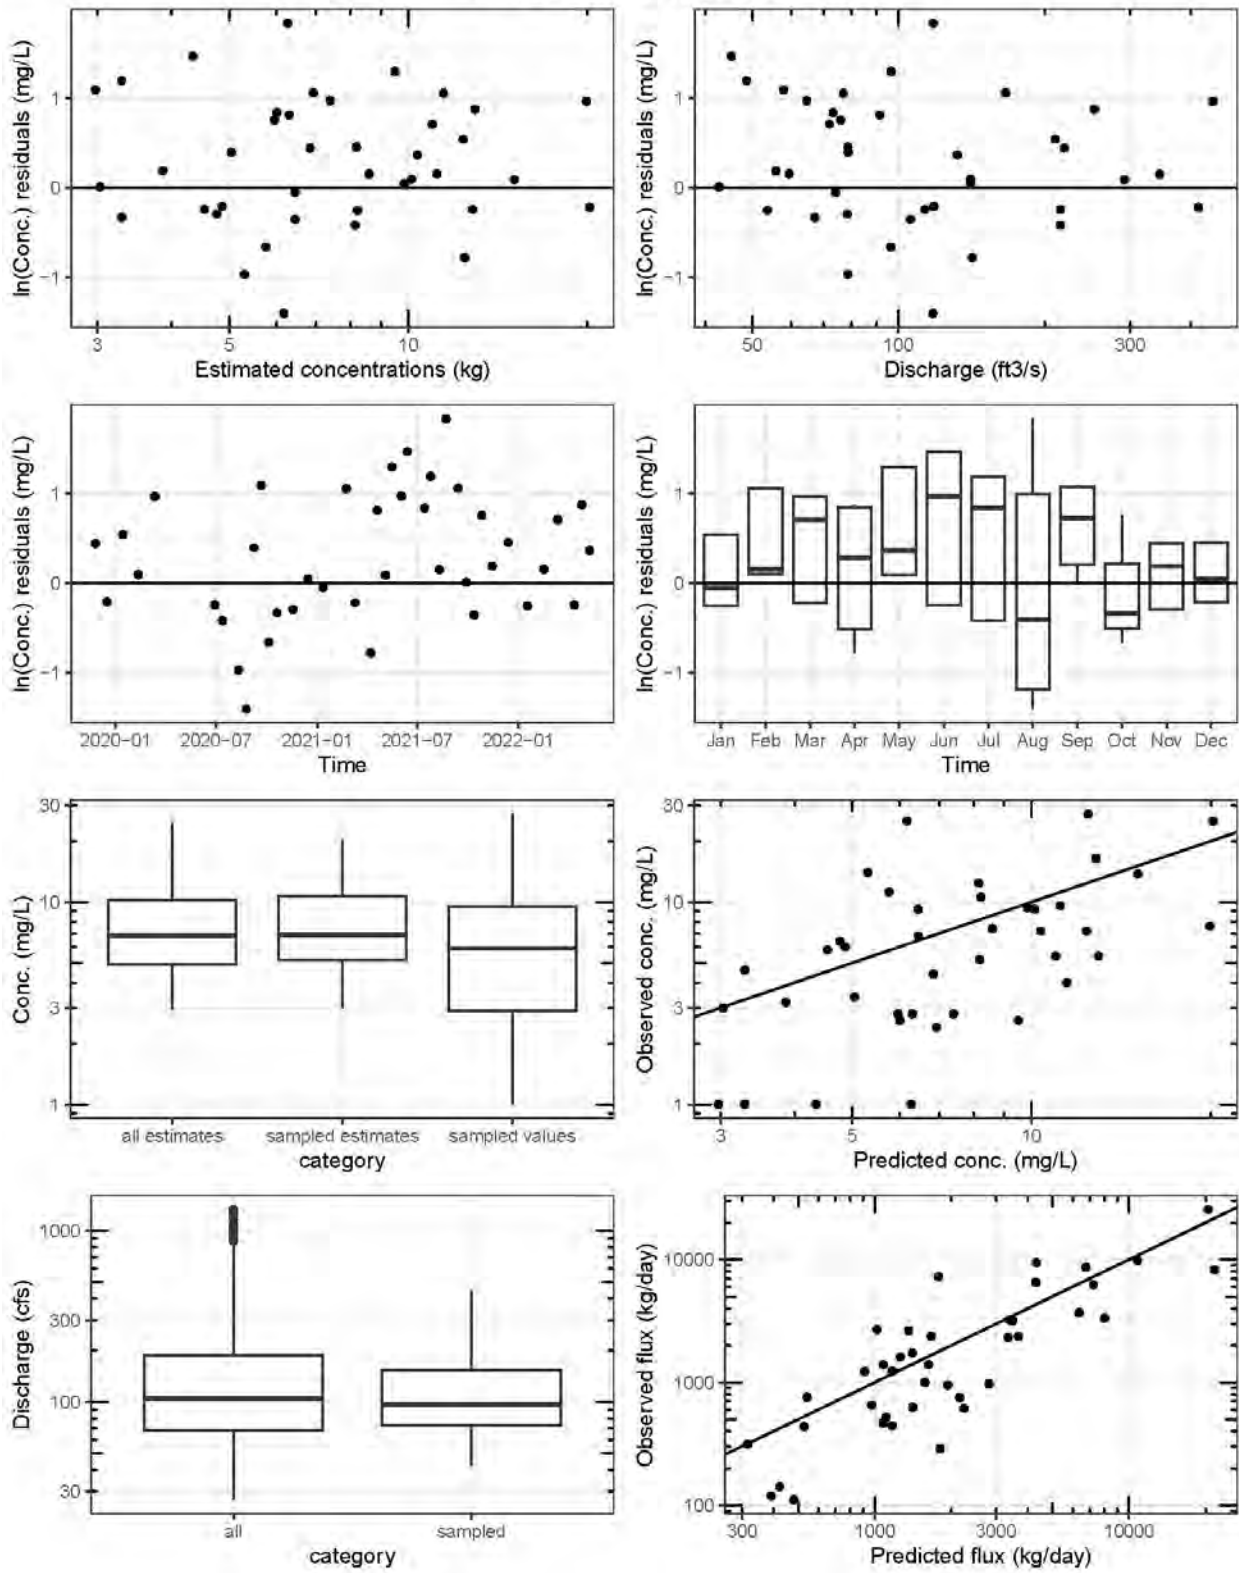 ln(Conc.) residuals (mg/L)
1
0
−1
3
5
10
Estimated concentrations (kg)
ln(Conc.) residuals (mg/L)
1
0
−1
50
100
300
Discharge (ft3/s)
ln(Conc.) residuals (mg/L)
1
0
−1
2020−01
2020−07
2021−01
2021−07
2022−01
Time
ln(Conc.) residuals (mg/L)
1
0
−1
Jan Feb Mar Apr May Jun Jul Aug Sep Oct Nov Dec
Time
Conc. (mg/L)
30
10
3
1
all estimates
sampled estimates
sampled values
category
Observed conc. (mg/L)
30
10
3
1
3
5
10
Predicted conc. (mg/L)
Discharge (cfs)
1000
300
100
30
all
sampled
category
Observed flux (kg/day)
10000
1000
100
300
1000
3000
10000
Predicted flux (kg/day)